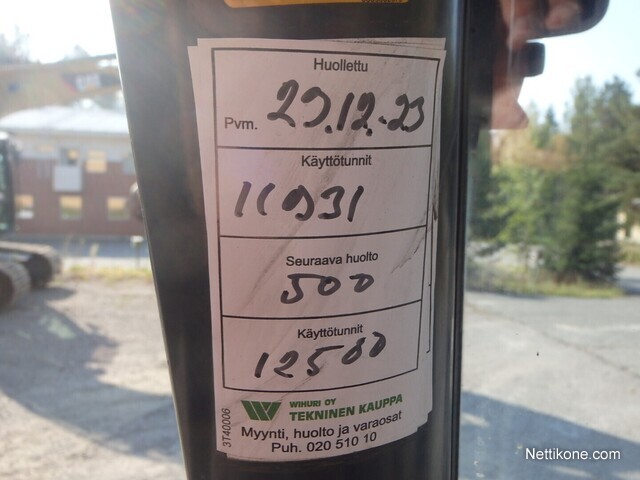 Huollettu
Pvm. 29.12.23
Käyttötunnit
11931
Seuraava huolto
500
Käyttötunnit
12500
WIHURI OY
TEKNINEN KAUPPA
Myynti, huolto ja varaosat
Puh. 020 510 10
3T40008
Nettikone.com